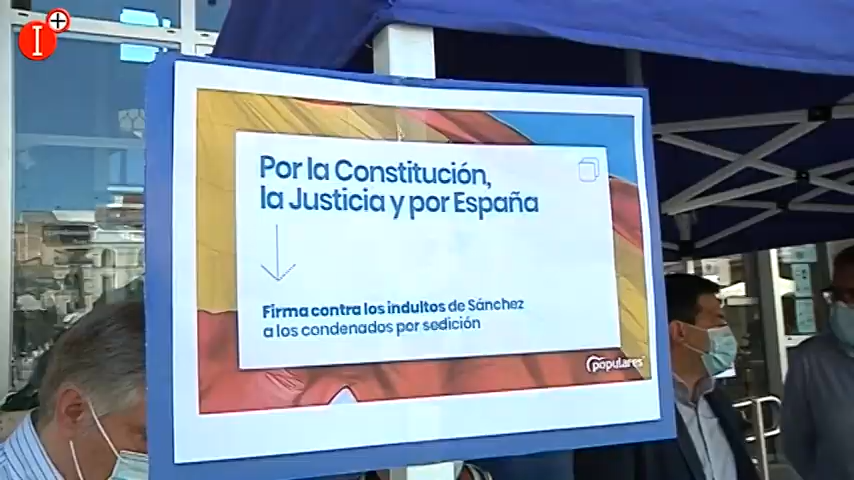 I+
Por la Constitución,
la Justicia y por España
Firma contra los indultos de Sánchez
a los condenados por sedición
populares